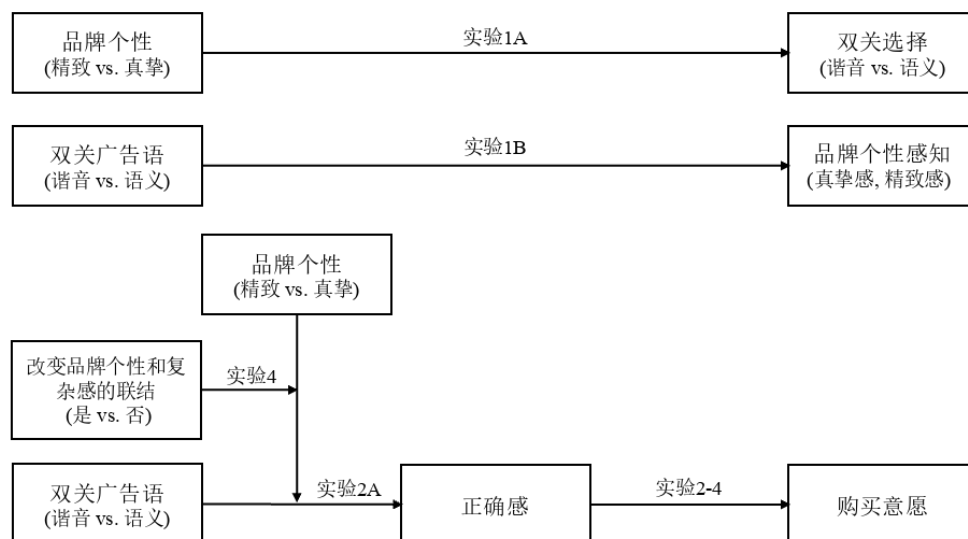 品牌个性
(精致 vs. 真挚)
实验1A
双关选择
(谐音 vs. 语义)
双关广告语
(谐音 vs. 语义)
实验1B
品牌个性感知
(真挚感, 精致感)
品牌个性
(精致 vs. 真挚)
改变品牌个性和复
杂感的联结
(是 vs. 否)
实验4
双关广告语
(谐音 vs. 语义)
实验2A
正确感
实验2-4
购买意愿